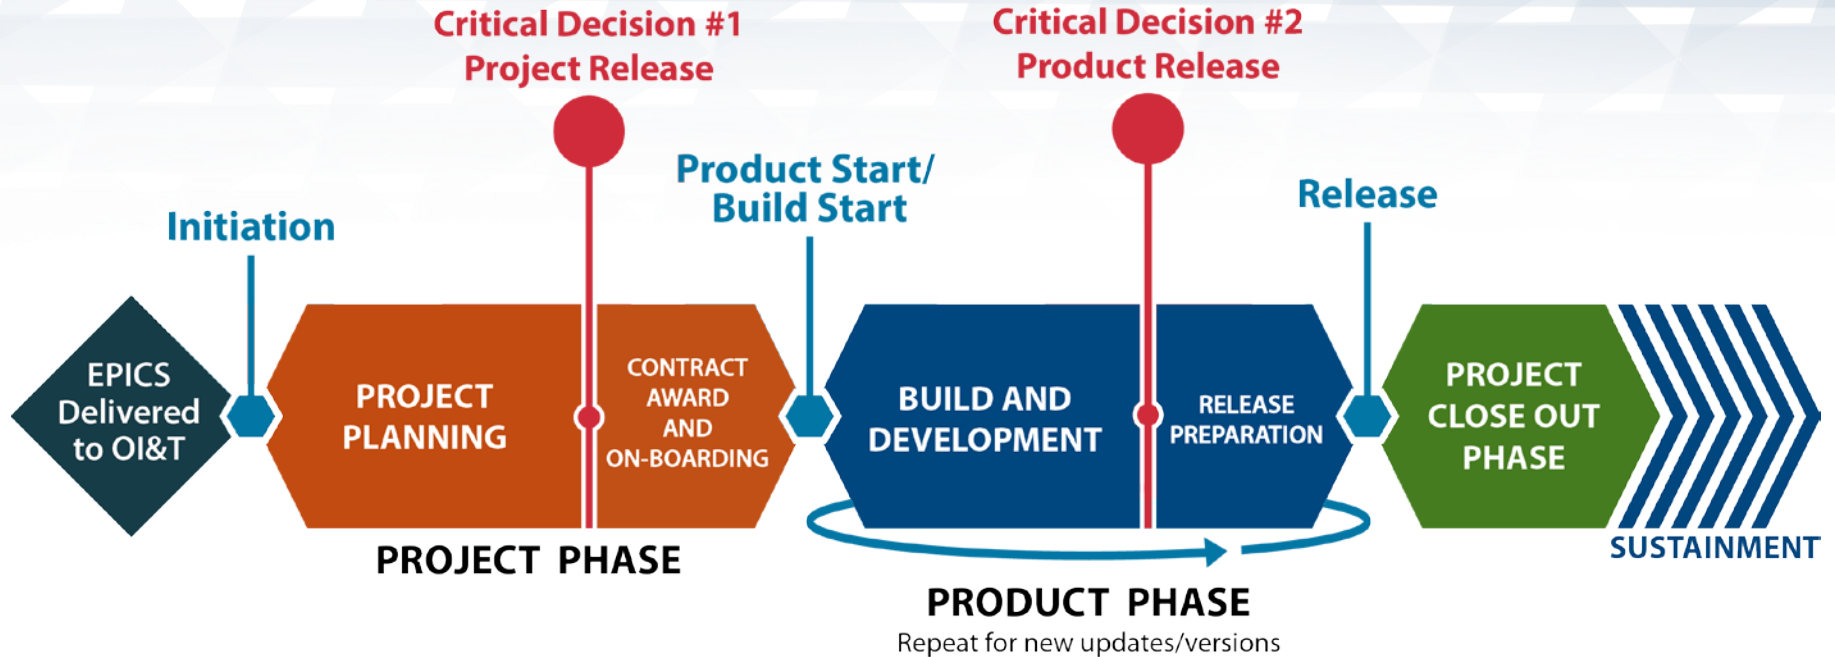 Critical Decision #1
Project Release
Critical Decision #2
Product Release
Initiation
Product Start/
Build Start
Release
EPICS
Delivered
to OI&T
PROJECT
PLANNING
CONTRACT
AWARD
AND
ON-BOARDING
BUILD AND
DEVELOPMENT
RELEASE
PREPARATION
PROJECT
CLOSE OUT
PHASE
SUSTAINMENT
PROJECT PHASE
PRODUCT PHASE
Repeat for new updates/versions